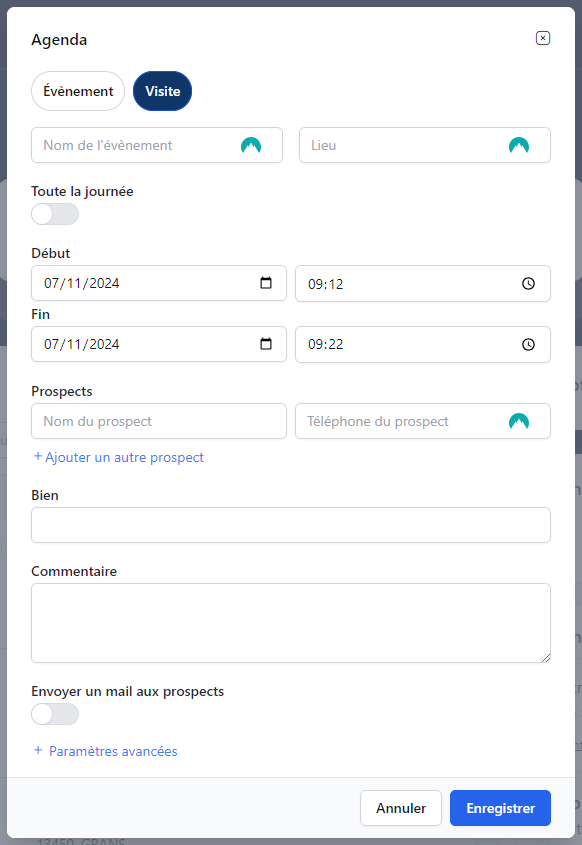 Agenda
Évènement Visite
Nom de l'évènement Lieu
Toute la journée
Début
07/11/2024 09:12
Fin
07/11/2024 09:22
Prospects
Nom du prospect Téléphone du prospect
+ Ajouter un autre prospect
Bien
Commentaire
Envoyer un mail aux prospects
+ Paramètres avancées
Annuler Enregistrer
13450 GRANS